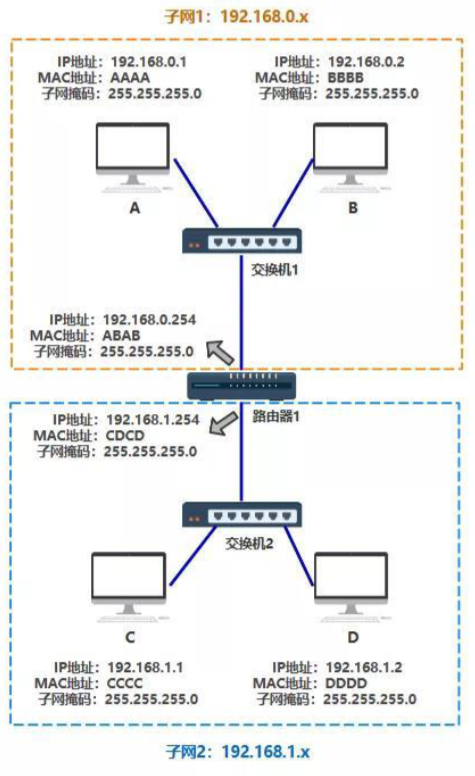 子网1：192.168.0.x
IP地址：192.168.0.1
MAC地址：AAAA
子网掩码：255.255.255.0
IP地址：192.168.0.2
MAC地址：BBBB
子网掩码：255.255.255.0
A
B
交换机1
IP地址：192.168.0.254
MAC地址：ABAB
子网掩码：255.255.255.0
路由器1
IP地址：192.168.1.254
MAC地址：CDCD
子网掩码：255.255.255.0
交换机2
C
D
IP地址：192.168.1.1
MAC地址：CCCC
子网掩码：255.255.255.0
IP地址：192.168.1.2
MAC地址：DDDD
子网掩码：255.255.255.0
子网2：192.168.1.x